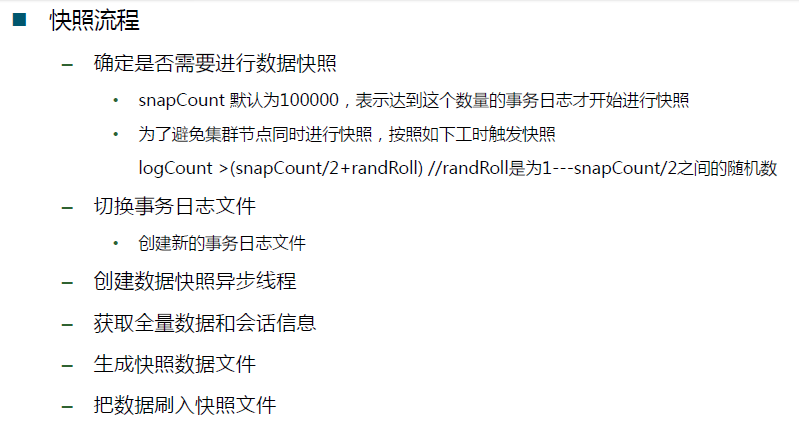 快照流程
确定是否需要进行数据快照
snapCount 默认为100000，表示达到这个数量的事务日志才开始进行快照
为了避免集群节点同时进行快照，按照如下工时触发快照
logCount >(snapCount/2+randRoll) //randRoll是为1---snapCount/2之间的随机数
切换事务日志文件
创建新的事务日志文件
创建数据快照异步线程
获取全量数据和会话信息
生成快照数据文件
把数据刷入快照文件